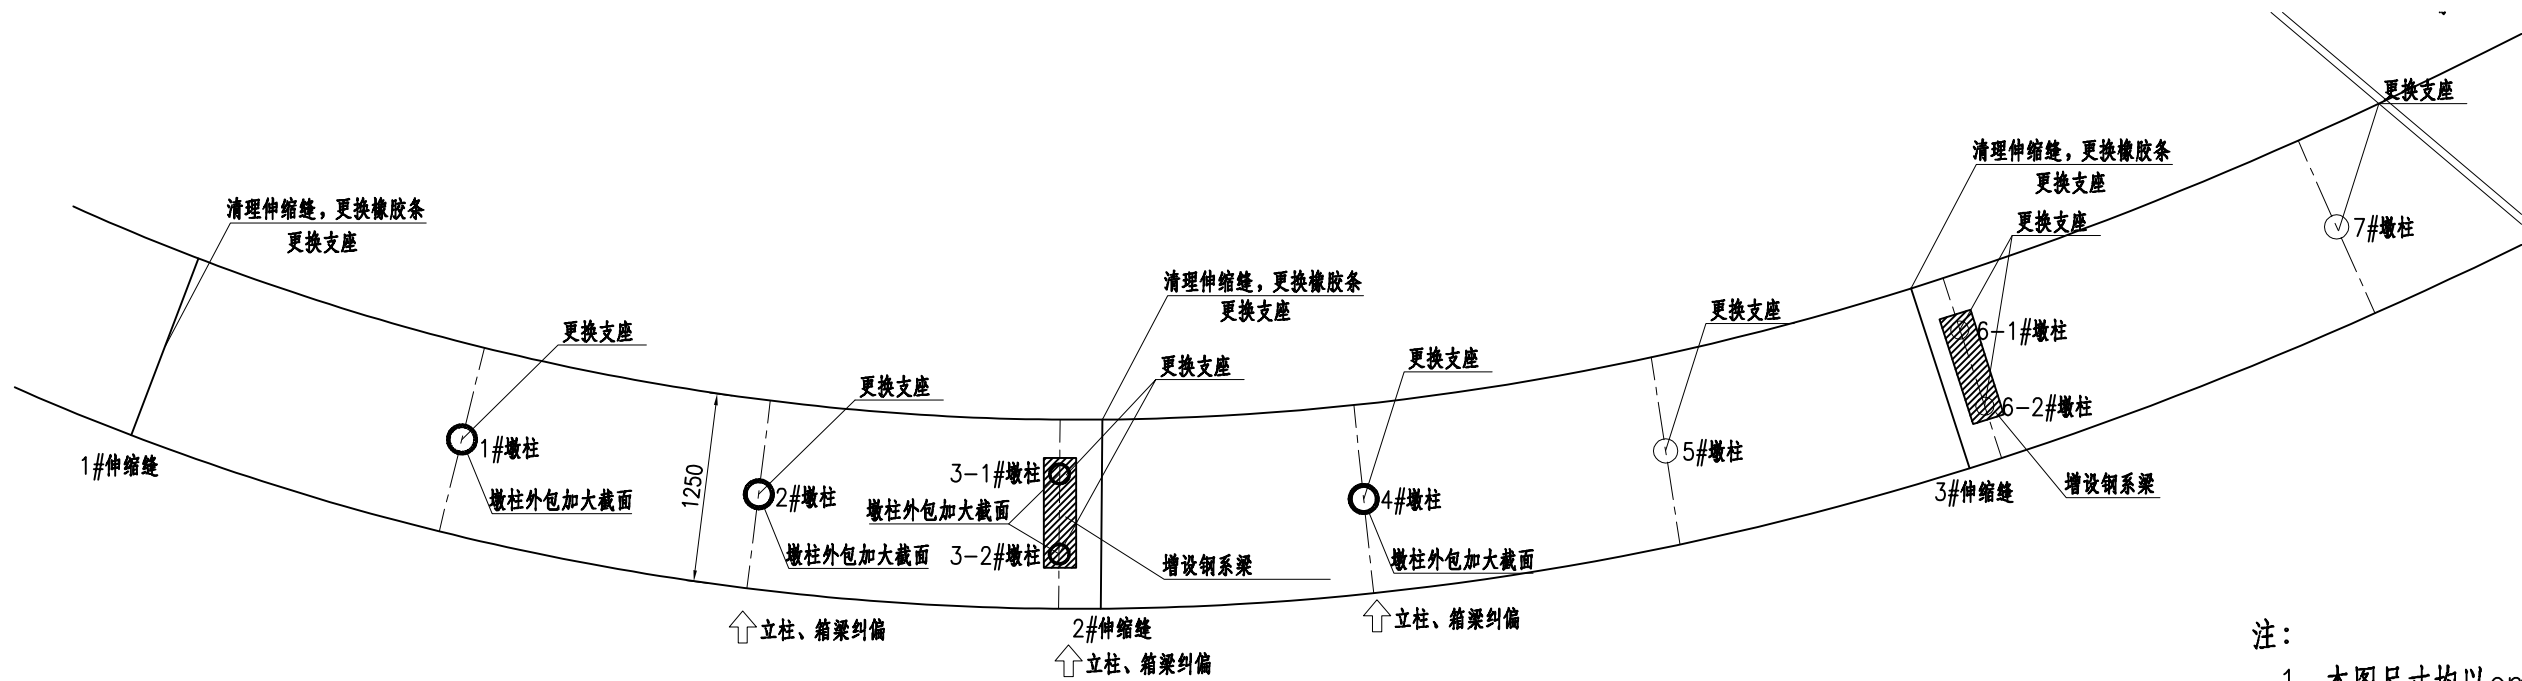 更换支座
清理伸缩缝，更换橡胶条
更换支座
清理伸缩缝，更换橡胶条
更换支座
更换支座
7#墩柱
清理伸缩缝，更换橡胶条
更换支座
更换支座
更换支座
6-1#墩柱
更换支座
更换支座
更换支座
6-2#墩柱
1#墩柱
5#墩柱
1#伸缩缝
3-1#墩柱
1250
增设钢系梁
3#伸缩缝
墩柱外包加大截面
2#墩柱
4#墩柱
墩柱外包加大截面
墩柱外包加大截面
3-2#墩柱
增设钢系梁
墩柱外包加大截面
立柱、箱梁纠偏
2#伸缩缝
立柱、箱梁纠偏
立柱、箱梁纠偏
注：
1